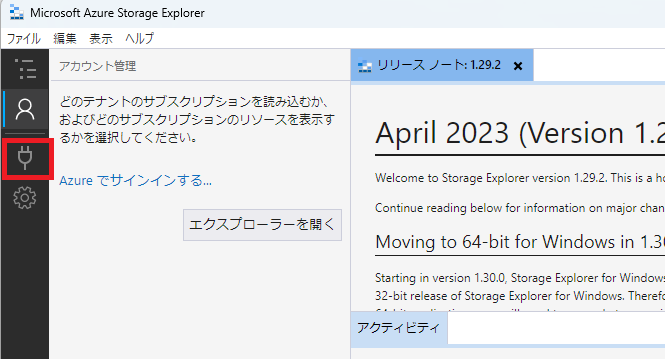 Microsoft Azure Storage Explorer
ファイル 編集 表示 ヘルプ
アカウント管理
どのテナントのサブスクリプションを読み込むか、
およびどのサブスクリプションのリソースを表示す
るかを選択してください。
Azure でサインインする...
エクスプローラーを開く
リリース ノート: 1.29.2
April 2023 (Version 1.2
Welcome to Storage Explorer version 1.29.2. This is a ho
Continue reading below for information on major chan
Moving to 64-bit for Windows in 1.30
Starting in version 1.30.0, Storage Explorer for Windows
32-bit release of Storage Explorer for Windows. Therefo
アクティビティ